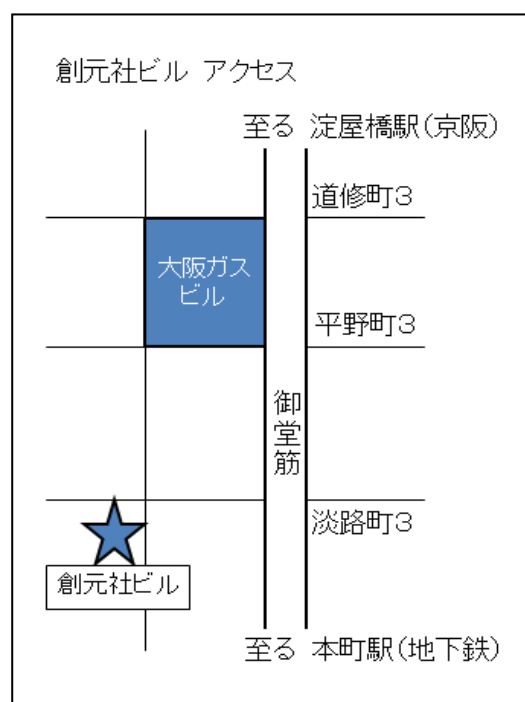 創元社ビル アクセス
至る 淀屋橋駅(京阪)
道修町3
大阪ガス
ビル
平野町3
御堂筋
淡路町3
創元社ビル
至る 本町駅(地下鉄)